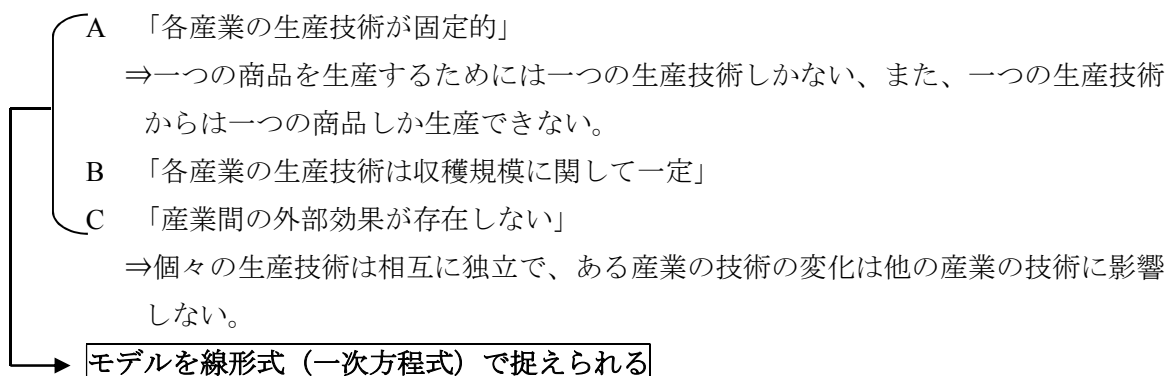 A 「各産業の生産技術が固定的」
⇒一つの商品を生産するためには一つの生産技術しかない、また、一つの生産技術
からは一つの商品しか生産できない。
B 「各産業の生産技術は収穫規模に関して一定」
C 「産業間の外部効果が存在しない」
⇒個々の生産技術は相互に独立で、ある産業の技術の変化は他の産業の技術に影響
しない。
モデルを線形式（一次方程式）で捉えられる